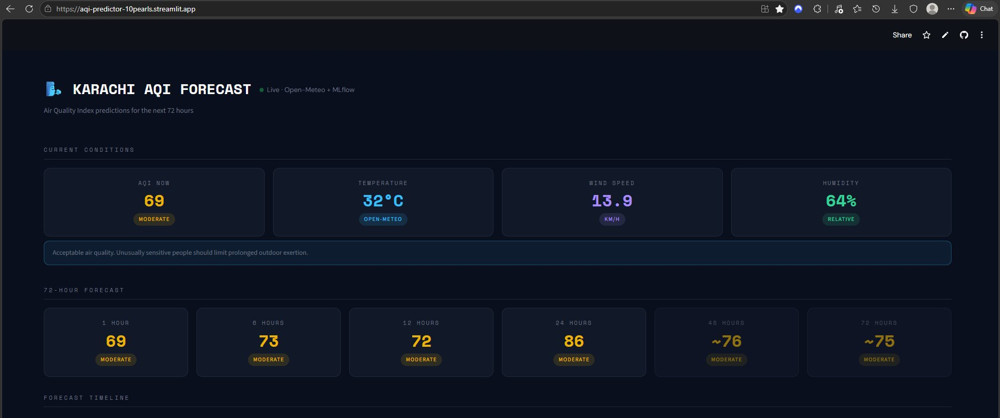 https://aqi-predictor-10pearls.streamlit.app
Chat
Share
KARACHI AQI FORECAST
Live · Open-Meteo + MLflow
Air Quality Index predictions for the next 72 hours
CURRENT CONDITIONS
AQI NOW
69
MODERATE
TEMPERATURE
32°C
OPEN-METEO
WIND SPEED
13.9
KM/H
HUMIDITY
64%
RELATIVE
Acceptable air quality. Unusually sensitive people should limit prolonged outdoor exertion.
72-HOUR FORECAST
1 HOUR
69
MODERATE
6 HOURS
73
MODERATE
12 HOURS
72
MODERATE
24 HOURS
86
MODERATE
48 HOURS
~76
MODERATE
72 HOURS
~75
MODERATE
FORECAST TIMELINE